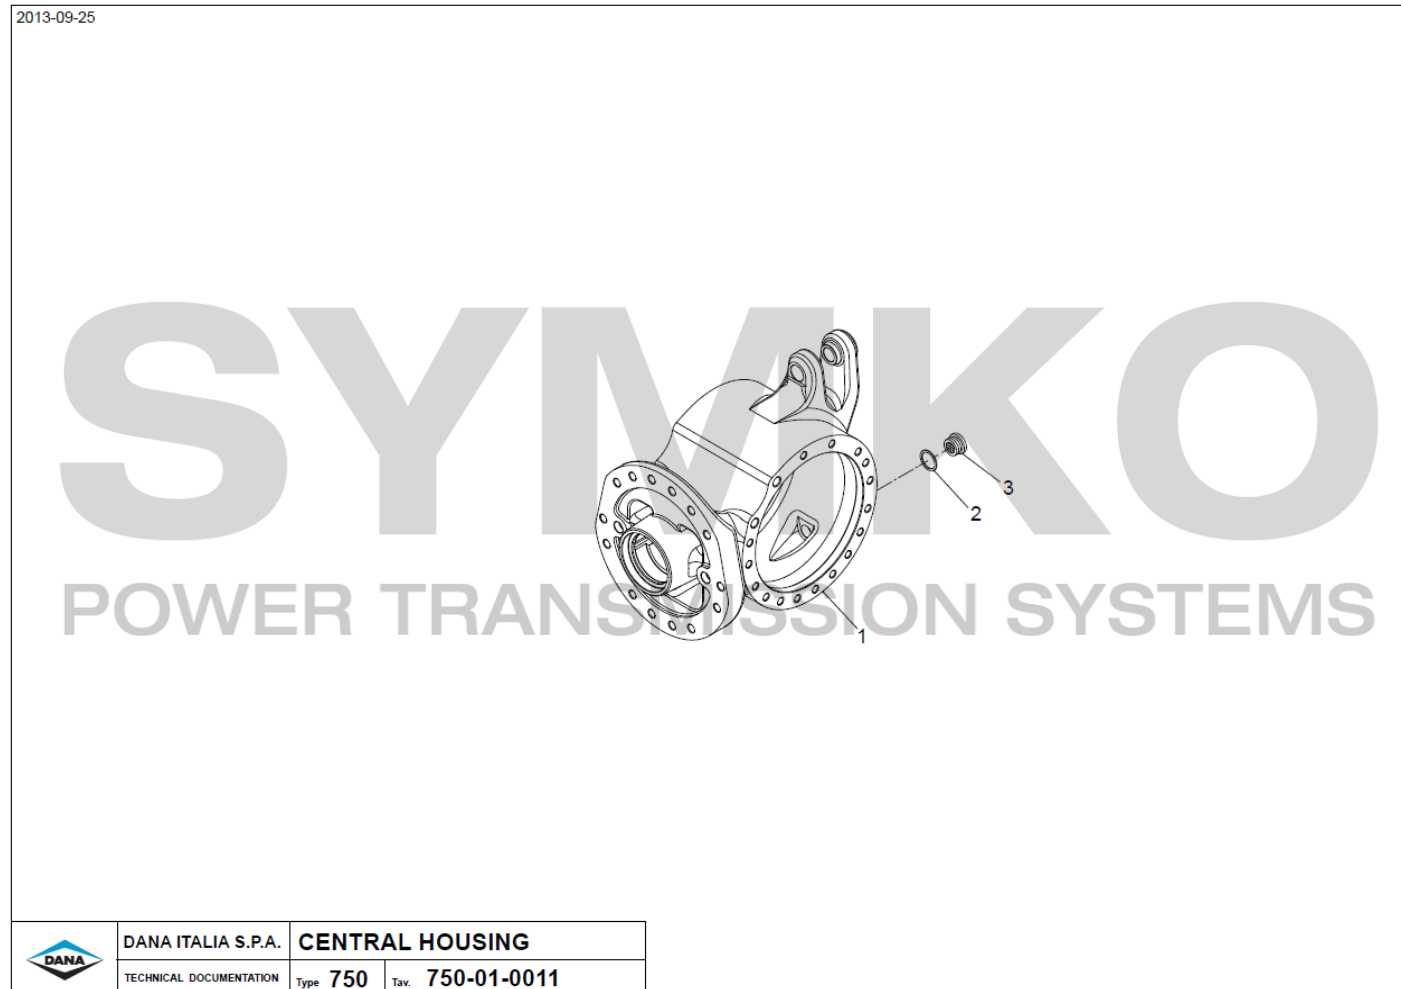 2013-09-25
SYMKO
POWER TRANSMISSION SYSTEMS
3
2
1
DANA
DANA ITALIA S.P.A.
CENTRAL HOUSING
TECHNICAL DOCUMENTATION
Type 750
Tav. 750-01-0011